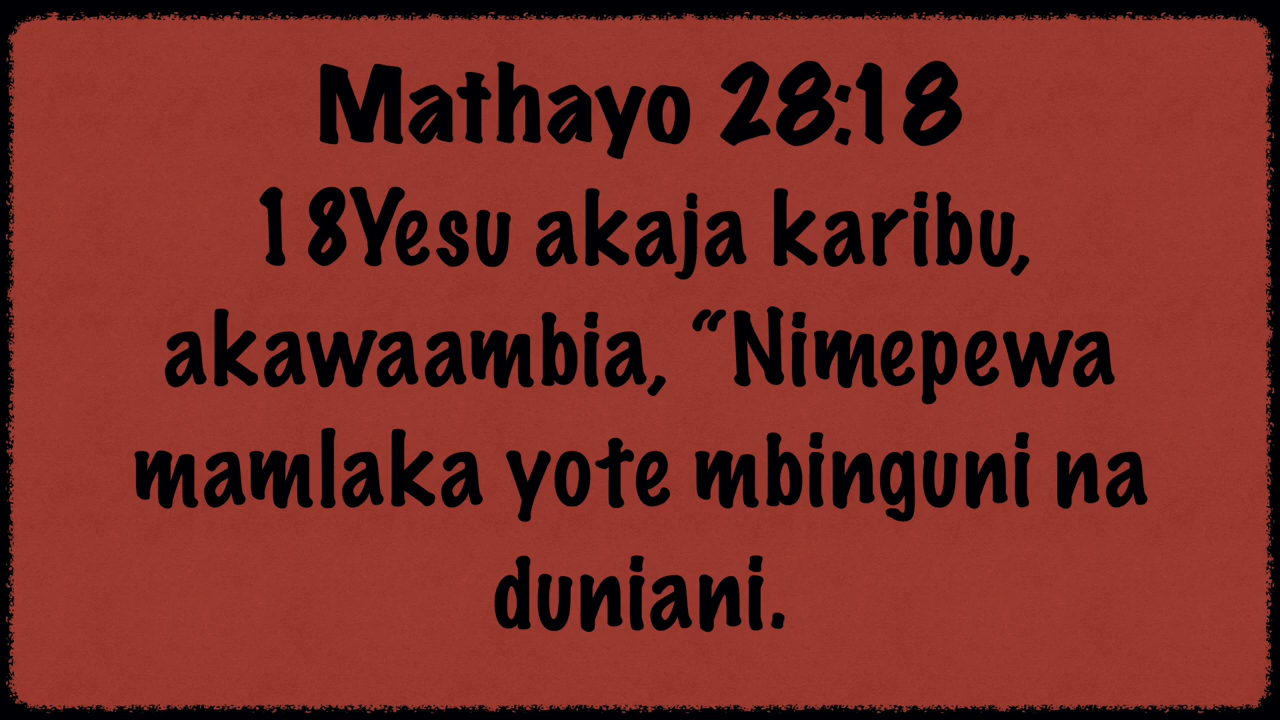 Mathayo 28:18
18Yesu akaja karibu,
akawaambia, “Nimepewa
mamlaka yote mbinguni na
duniani.